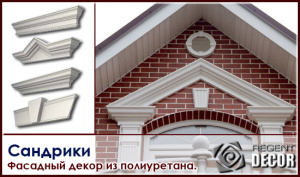 Сандрики
Фасадный декор из полиуретана.
REGENT
DECOR